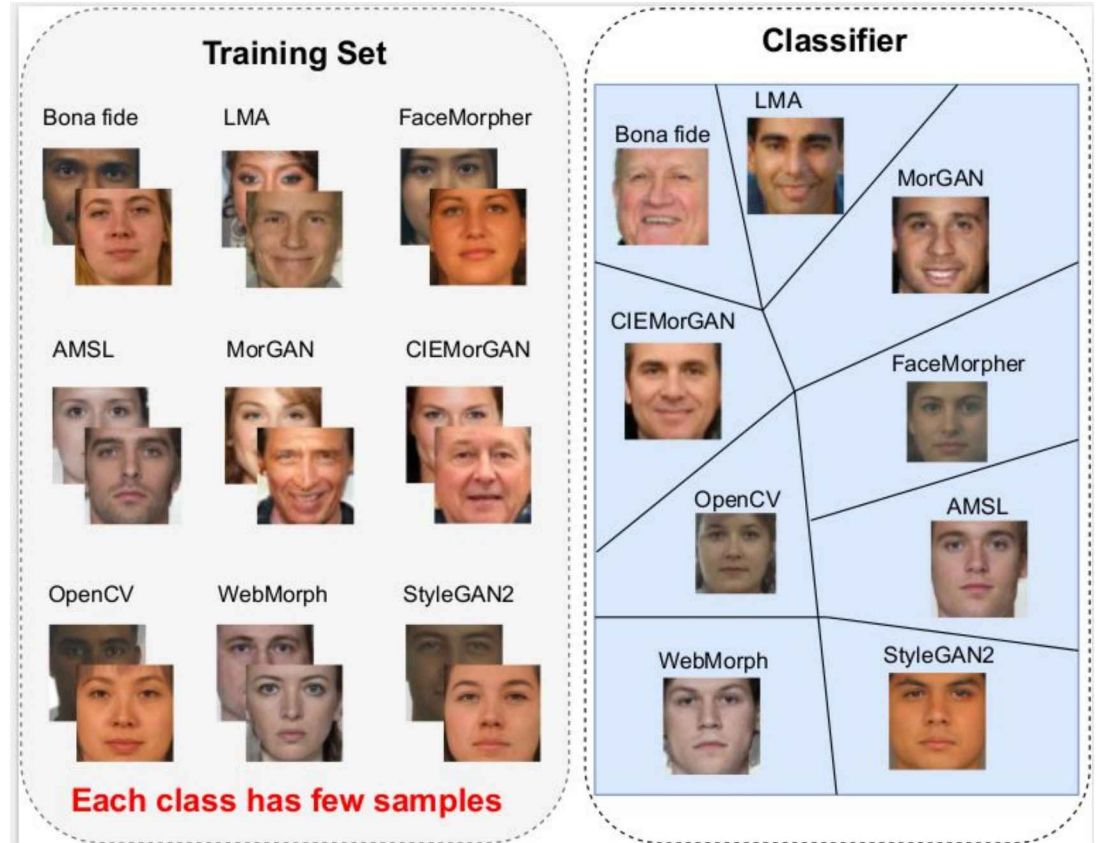 Training Set
Bona fide LMA FaceMorpher
AMSL MorGAN CIEMorGAN
OpenCV WebMorph StyleGAN2
Each class has few samples
Classifier
LMA
Bona fide
MorGAN
CIEMorGAN
FaceMorpher
OpenCV
AMSL
WebMorph
StyleGAN2